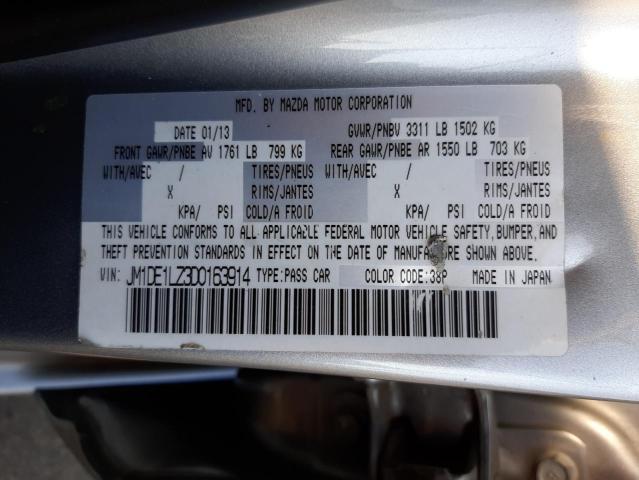 MFD. BY MAZDA MOTOR CORPORATION
DATE 01/13 GVWR/PNBV 3311 LB 1502 KG
FRONT GAWR/PNBE AV 1761 LB 799 KG REAR GAWR/PNBE AR 1550 LB 703 KG
WITH/AVEC / TIRES/PNEUS WITH/AVEC / TIRES/PNEUS
X RIMS/JANTES X RIMS/JANTES
KPA/ PSI COLD/A FROID KPA/ PSI COLD/A FROID
THIS VEHICLE CONFORMS TO ALL APPLICABLE FEDERAL MOTOR VEHICLE SAFETY, BUMPER, AND
THEFT PREVENTION STANDARDS IN EFFECT ON THE DATE OF MANUFACTURE SHOWN ABOVE.
VIN: JM1DE1LZ3D0163914 TYPE:PASS CAR COLOR CODE:38P MADE IN JAPAN